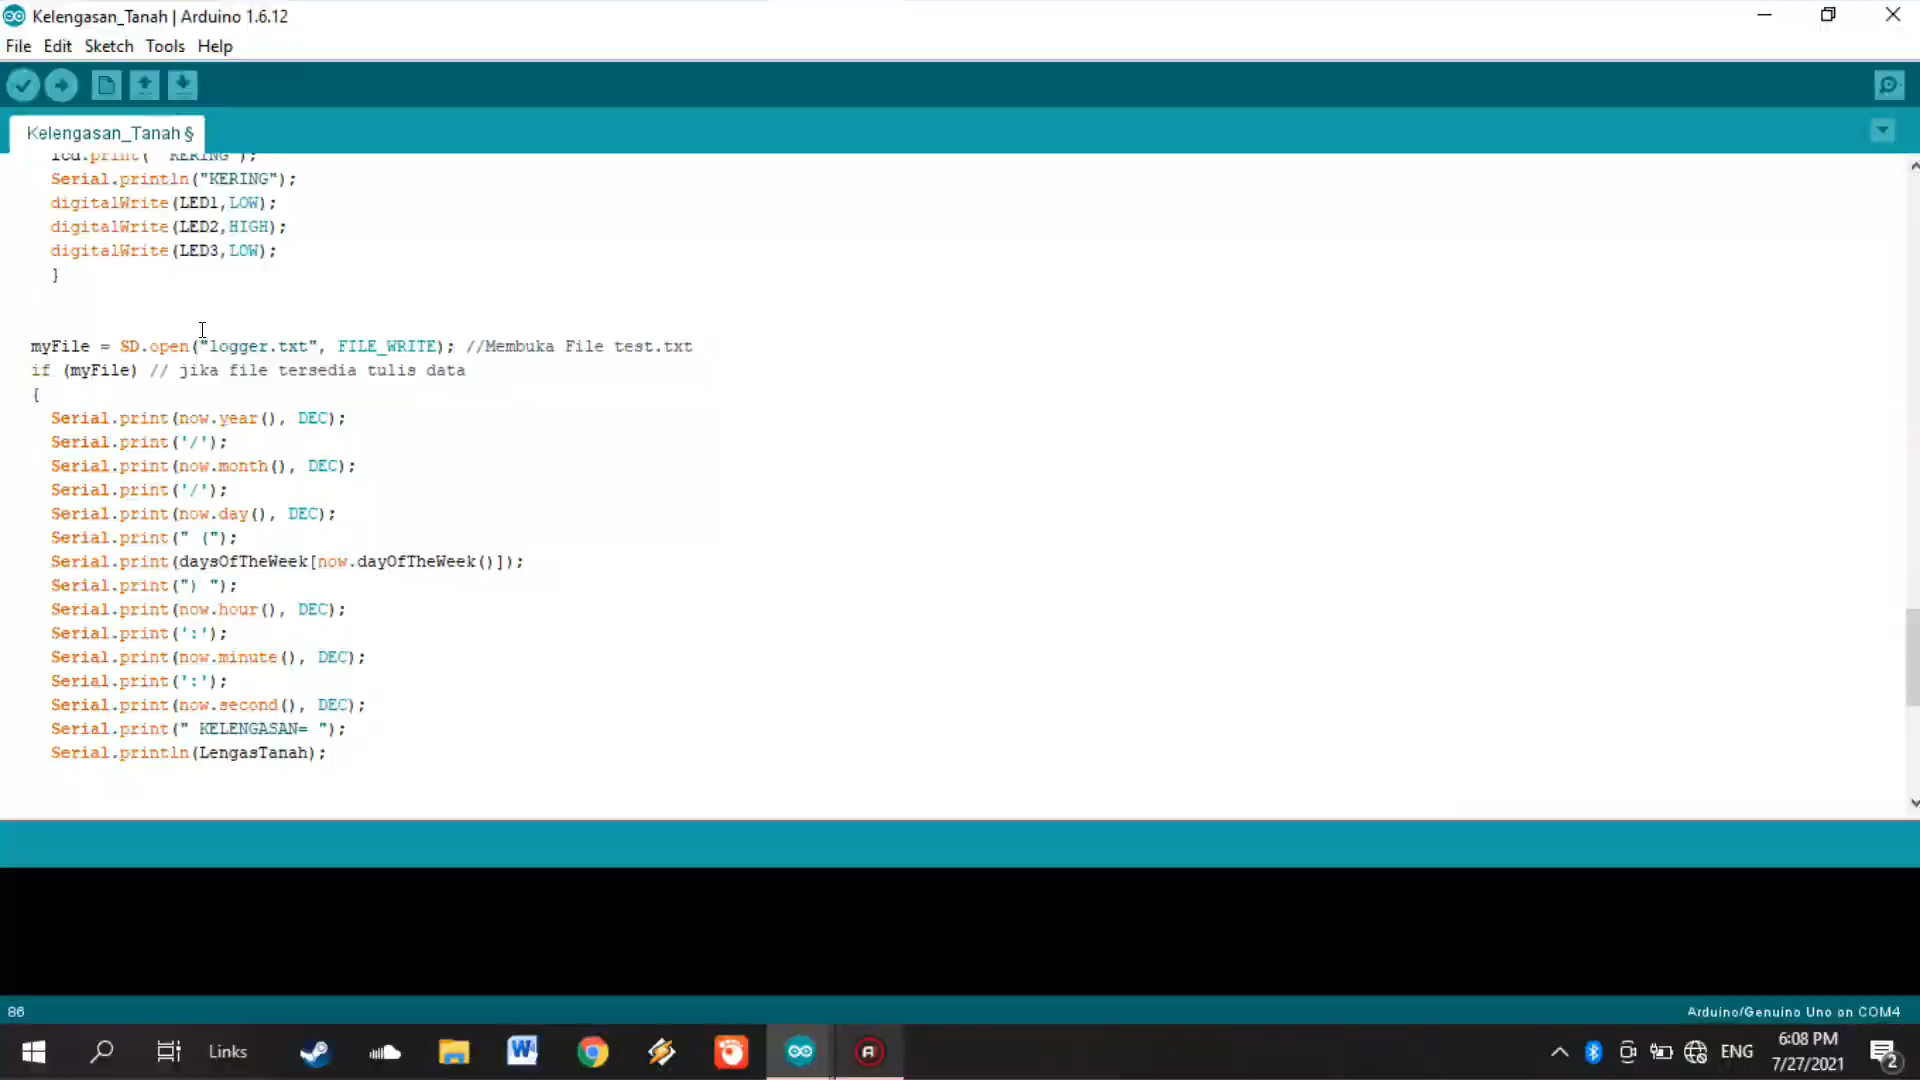 Kelengasan_Tanah | Arduino 1.6.12
File Edit Sketch Tools Help
Kelengasan_Tanah §
lcd.print(" KERING");
Serial.println("KERING");
digitalWrite(LED1,LOW);
digitalWrite(LED2,HIGH);
digitalWrite(LED3,LOW);
}
myFile = SD.open("logger.txt", FILE_WRITE); //Membuka File test.txt
if (myFile) // jika file tersedia tulis data
{
Serial.print(now.year(), DEC);
Serial.print('/');
Serial.print(now.month(), DEC);
Serial.print('/');
Serial.print(now.day(), DEC);
Serial.print(" (");
Serial.print(daysOfTheWeek[now.dayOfTheWeek()]);
Serial.print(") ");
Serial.print(now.hour(), DEC);
Serial.print(':');
Serial.print(now.minute(), DEC);
Serial.print(':');
Serial.print(now.second(), DEC);
Serial.print(" KELENGASAN= ");
Serial.println(LengasTanah);
86
Arduino/Genuino Uno on COM4
Links
ENG
6:08 PM
7/27/2021
2